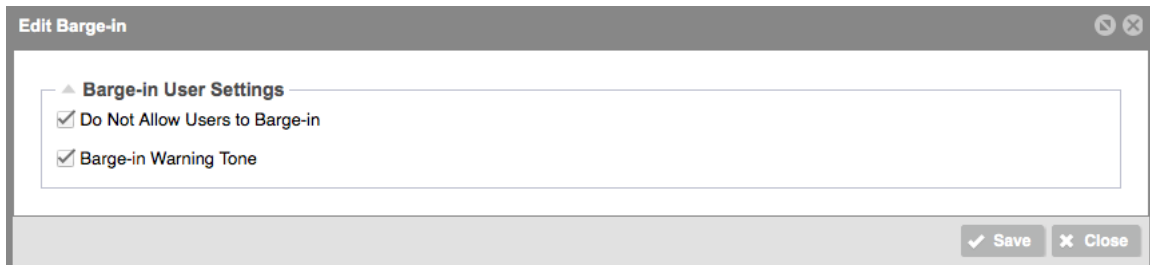 Edit Barge-in
Barge-in User Settings
Do Not Allow Users to Barge-in
Barge-in Warning Tone
Save Close